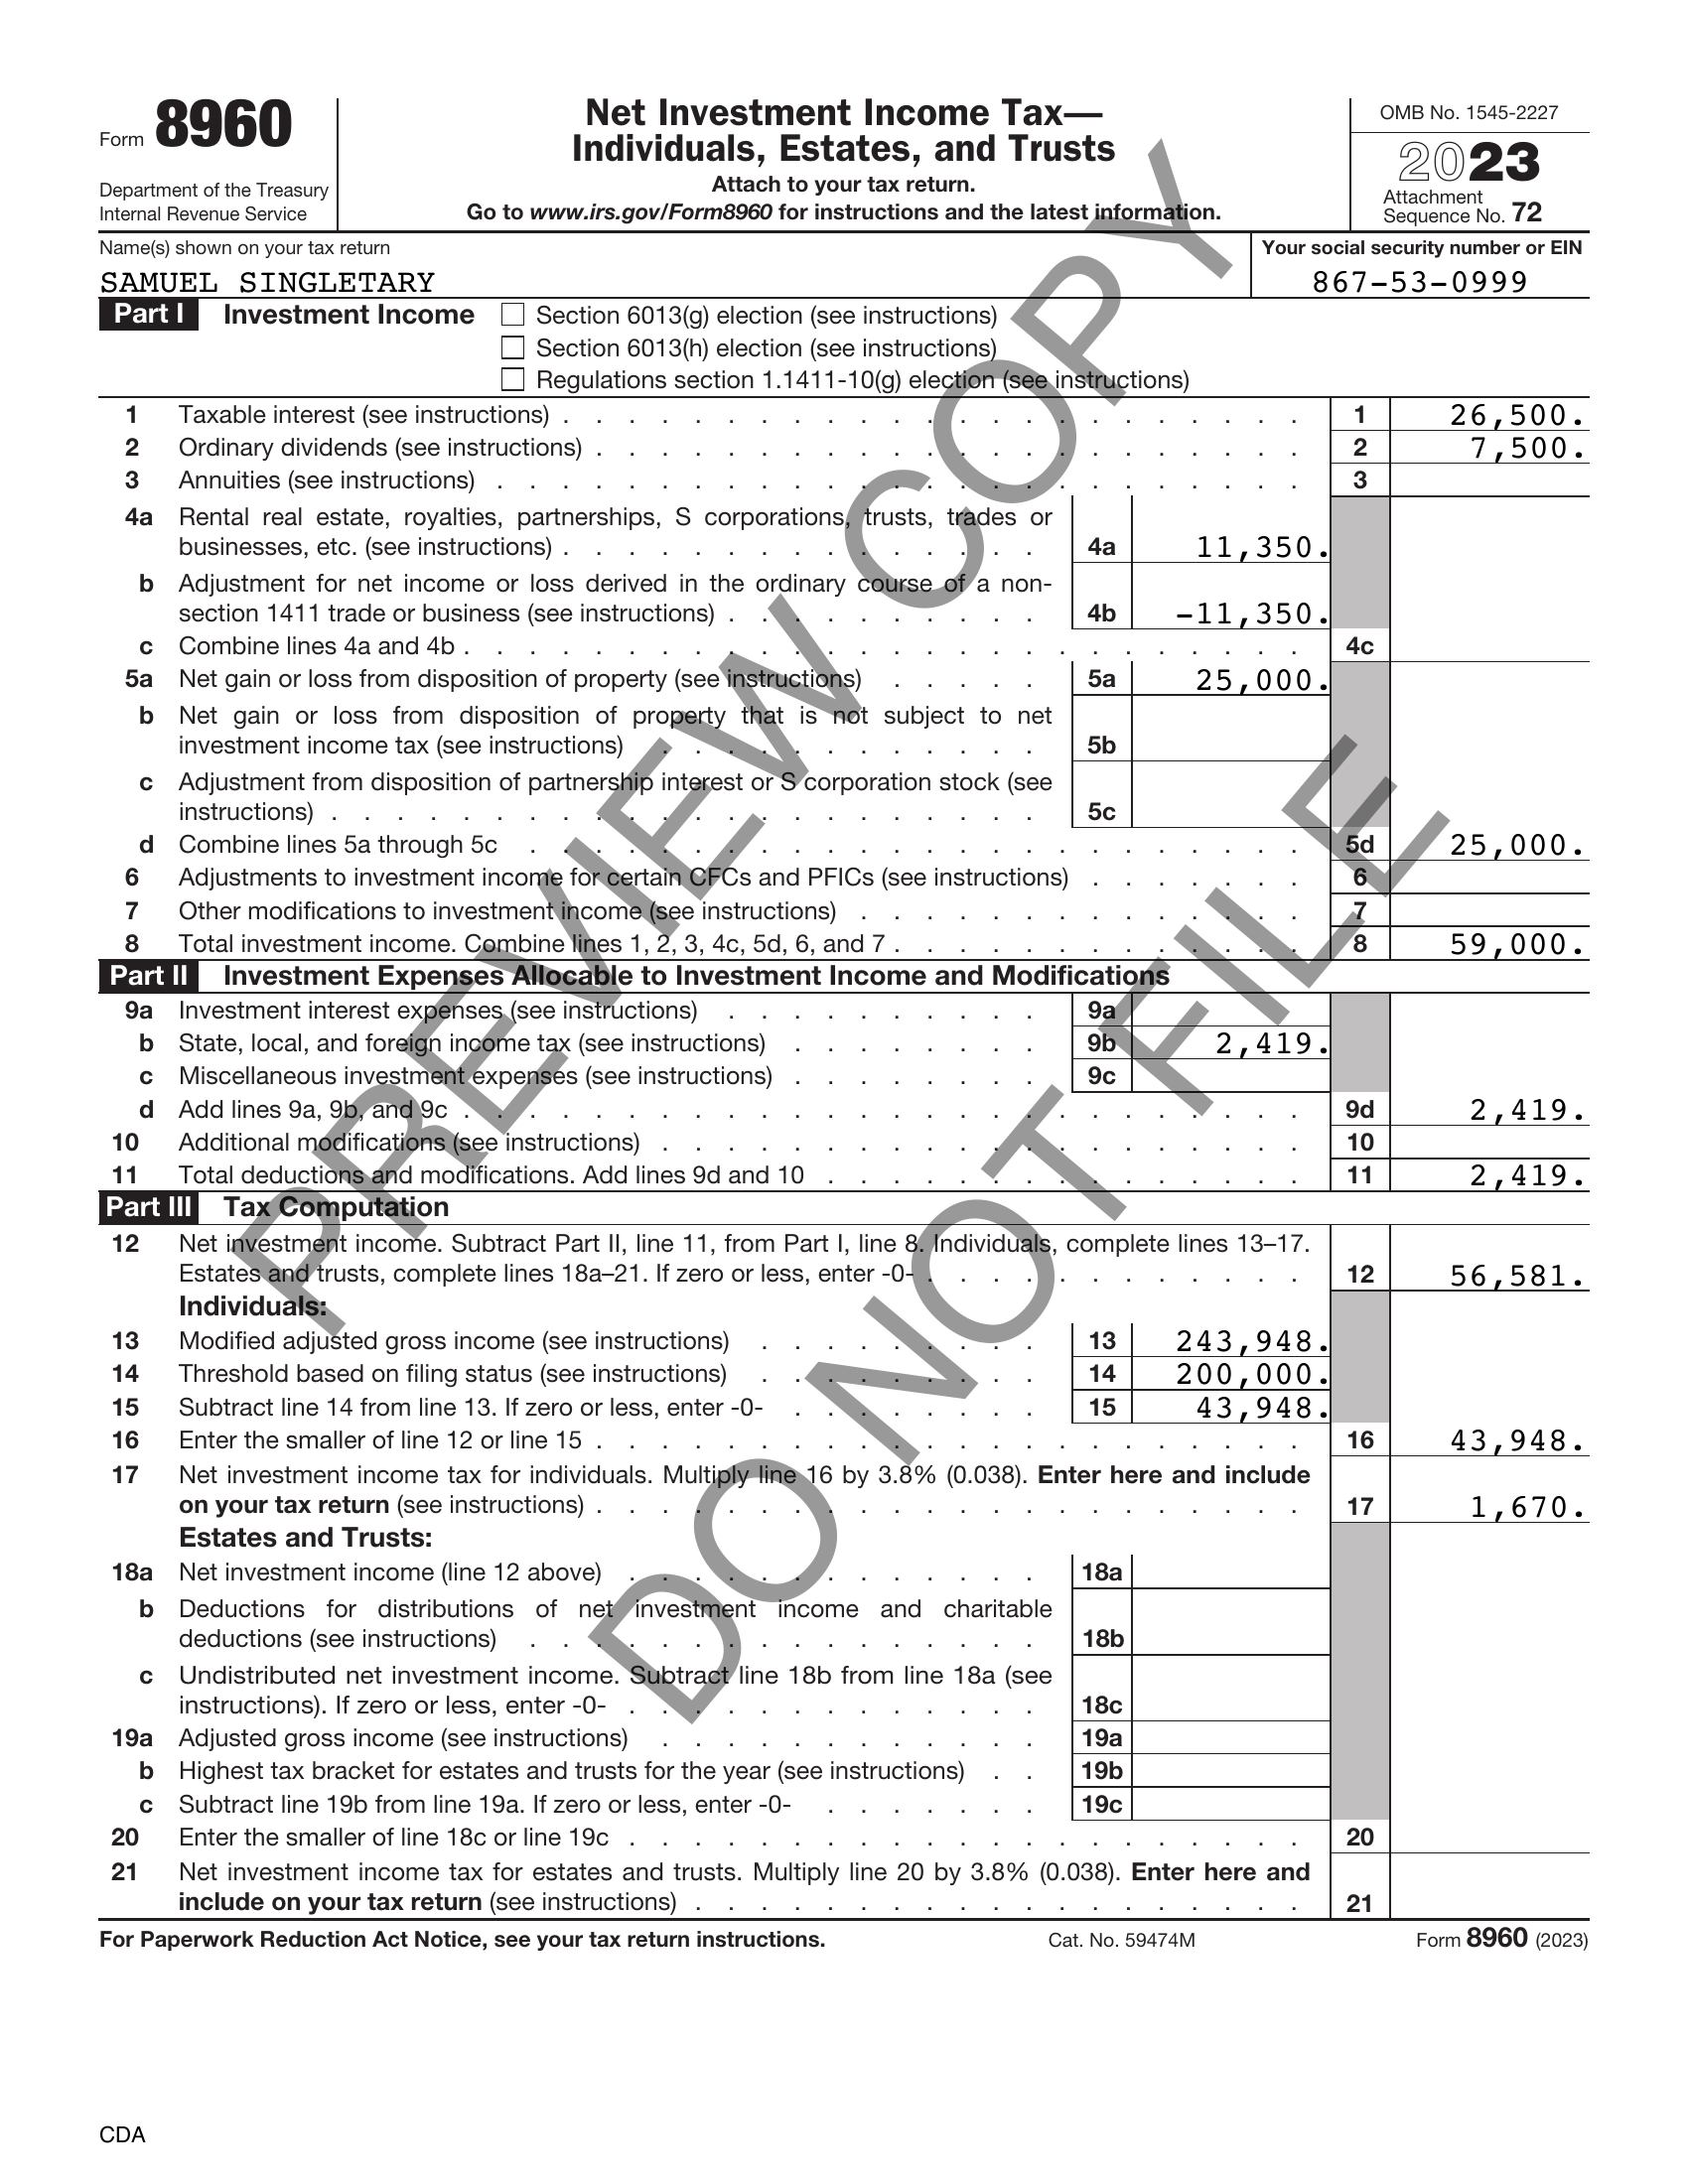 Form 8960
Department of the Treasury
Internal Revenue Service
Net Investment Income Tax—
Individuals, Estates, and Trusts
Attach to your tax return.
Go to www.irs.gov/Form8960 for instructions and the latest information.
OMB No. 1545-2227
2023
Attachment
Sequence No. 72
Name(s) shown on your tax return
SAMUEL SINGLETARY
Your social security number or EIN
867-53-0999
Part I Investment Income Section 6013(g) election (see instructions)
Section 6013(h) election (see instructions)
Regulations section 1.1411-10(g) election (see instructions)
1 Taxable interest (see instructions) 1 26,500.
2 Ordinary dividends (see instructions) 2 7,500.
3 Annuities (see instructions) 3
4a Rental real estate, royalties, partnerships, S corporations, trusts, trades or
businesses, etc. (see instructions) 4a 11,350.
b Adjustment for net income or loss derived in the ordinary course of a non-
section 1411 trade or business (see instructions) 4b -11,350.
c Combine lines 4a and 4b 4c
5a Net gain or loss from disposition of property (see instructions) 5a 25,000.
b Net gain or loss from disposition of property that is not subject to net
investment income tax (see instructions) 5b
c Adjustment from disposition of partnership interest or S corporation stock (see
instructions) 5c
d Combine lines 5a through 5c 5d 25,000.
6 Adjustments to investment income for certain CFCs and PFICs (see instructions) 6
7 Other modifications to investment income (see instructions) 7
8 Total investment income. Combine lines 1, 2, 3, 4c, 5d, 6, and 7 8 59,000.
Part II Investment Expenses Allocable to Investment Income and Modifications
9a Investment interest expenses (see instructions) 9a
b State, local, and foreign income tax (see instructions) 9b 2,419.
c Miscellaneous investment expenses (see instructions) 9c
d Add lines 9a, 9b, and 9c 9d 2,419.
10 Additional modifications (see instructions) 10
11 Total deductions and modifications. Add lines 9d and 10 11 2,419.
Part III Tax Computation
12 Net investment income. Subtract Part II, line 11, from Part I, line 8. Individuals, complete lines 13–17.
Estates and trusts, complete lines 18a–21. If zero or less, enter -0- 12 56,581.
Individuals:
13 Modified adjusted gross income (see instructions) 13 243,948.
14 Threshold based on filing status (see instructions) 14 200,000.
15 Subtract line 14 from line 13. If zero or less, enter -0- 15 43,948.
16 Enter the smaller of line 12 or line 15 16 43,948.
17 Net investment income tax for individuals. Multiply line 16 by 3.8% (0.038). Enter here and include
on your tax return (see instructions) 17 1,670.
Estates and Trusts:
18a Net investment income (line 12 above) 18a
b Deductions for distributions of net investment income and charitable
deductions (see instructions) 18b
c Undistributed net investment income. Subtract line 18b from line 18a (see
instructions). If zero or less, enter -0- 18c
19a Adjusted gross income (see instructions) 19a
b Highest tax bracket for estates and trusts for the year (see instructions) 19b
c Subtract line 19b from line 19a. If zero or less, enter -0- 19c
20 Enter the smaller of line 18c or line 19c 20
21 Net investment income tax for estates and trusts. Multiply line 20 by 3.8% (0.038). Enter here and
include on your tax return (see instructions) 21
For Paperwork Reduction Act Notice, see your tax return instructions. Cat. No. 59474M Form 8960 (2023)
CDA
PREVIEW COPY
DO NOT FILE